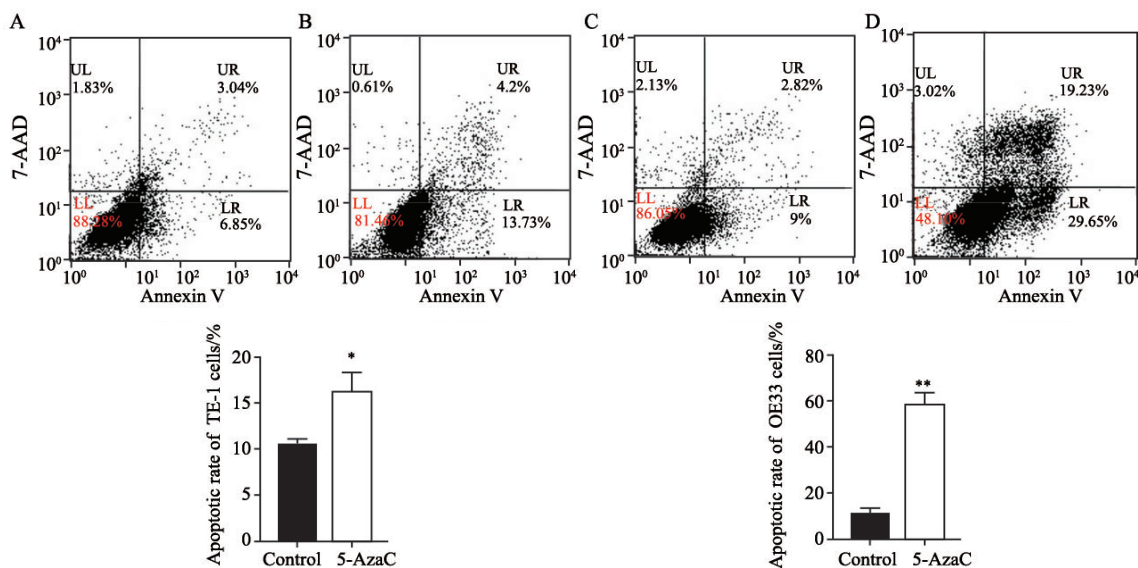 A
B
C
D
10⁴
10³
10²
10¹
10⁰
7-AAD
UL
1.83%
UR
3.04%
LL
88.28%
LR
6.85%
10⁰ 10¹ 10² 10³ 10⁴
Annexin V
10⁴
10³
10²
10¹
10⁰
7-AAD
UL
0.61%
UR
4.2%
LL
81.46%
LR
13.73%
10⁰ 10¹ 10² 10³ 10⁴
Annexin V
10⁴
10³
10²
10¹
10⁰
7-AAD
UL
2.13%
UR
2.82%
LL
86.05%
LR
9%
10⁰ 10¹ 10² 10³ 10⁴
Annexin V
10⁴
10³
10²
10¹
10⁰
7-AAD
UL
3.02%
UR
19.23%
LL
48.10%
LR
29.65%
10⁰ 10¹ 10² 10³ 10⁴
Annexin V
Apoptotic rate of TE-1 cells/%
20
15
10
5
0
*
Control 5-AzaC
Apoptotic rate of OE33 cells/%
80
60
40
20
0
**
Control 5-AzaC